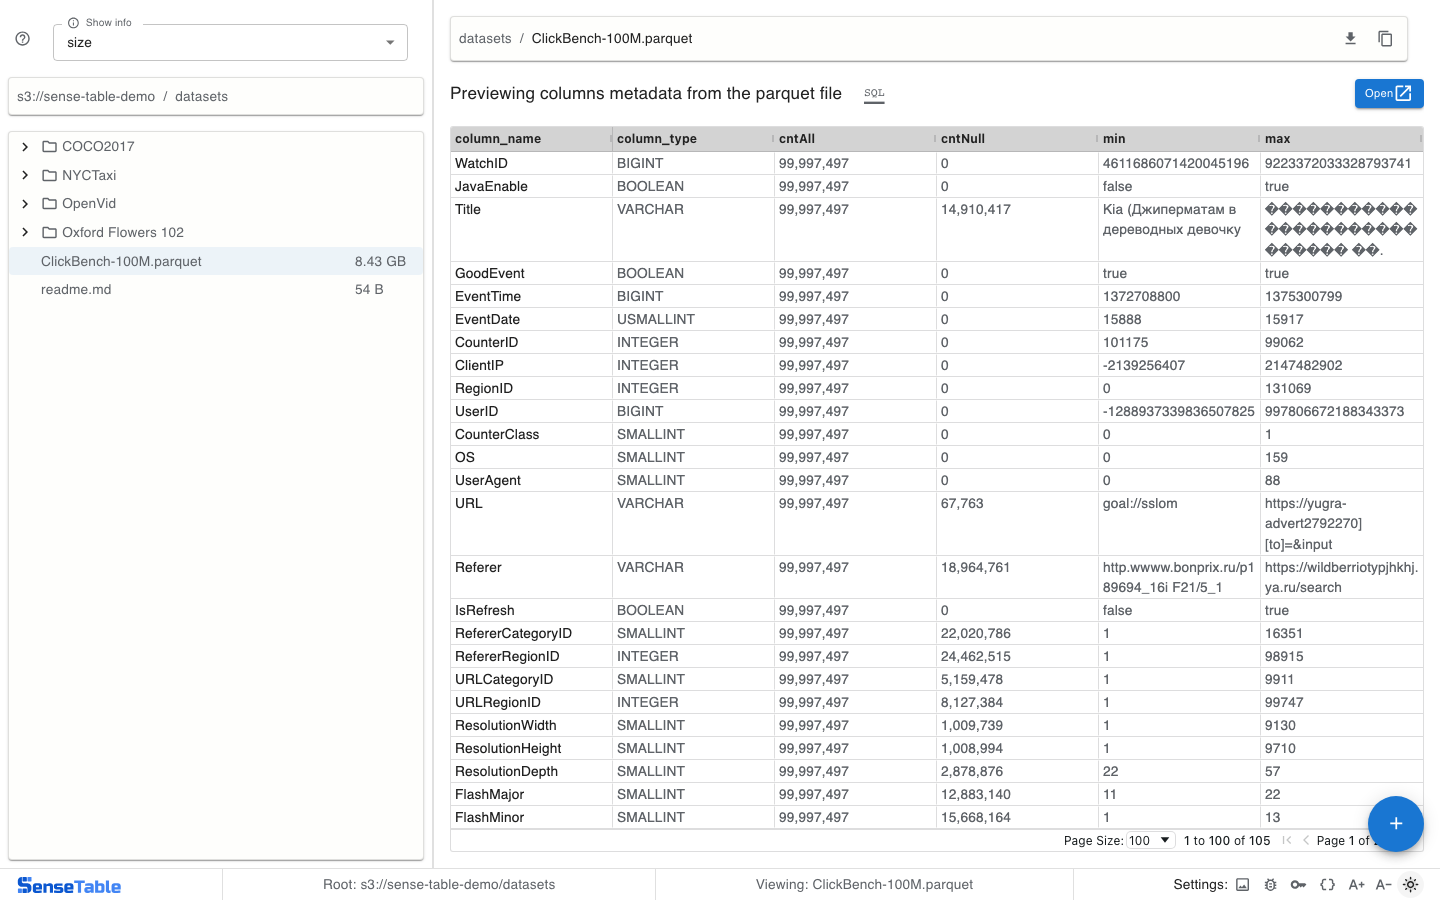 Show info
size
s3://sense-table-demo / datasets
COCO2017
NYCTaxi
OpenVid
Oxford Flowers 102
ClickBench-100M.parquet 8.43 GB
readme.md 54 B
datasets / ClickBench-100M.parquet
Previewing columns metadata from the parquet file SQL
Open
column_name column_type cntAll cntNull min max
WatchID BIGINT 99,997,497 0 4611686071420045196 9223372033328793741
JavaEnable BOOLEAN 99,997,497 0 false true
Title VARCHAR 99,997,497 14,910,417 Kia (Джиперматам в �����������
дереводных девочку �����������
������ ��.
GoodEvent BOOLEAN 99,997,497 0 true true
EventTime BIGINT 99,997,497 0 1372708800 1375300799
EventDate USMALLINT 99,997,497 0 15888 15917
CounterID INTEGER 99,997,497 0 101175 99062
ClientIP INTEGER 99,997,497 0 -2139256407 2147482902
RegionID INTEGER 99,997,497 0 0 131069
UserID BIGINT 99,997,497 0 -1288937339836507825 997806672188343373
CounterClass SMALLINT 99,997,497 0 0 1
OS SMALLINT 99,997,497 0 0 159
UserAgent SMALLINT 99,997,497 0 0 88
URL VARCHAR 99,997,497 67,763 goal://sslom https://yugra-
advert2792270]
[to]=&input
Referer VARCHAR 99,997,497 18,964,761 http.wwww.bonprix.ru/p1 https://wildberriotypjhkhj.
89694_16i F21/5_1 ya.ru/search
IsRefresh BOOLEAN 99,997,497 0 false true
RefererCategoryID SMALLINT 99,997,497 22,020,786 1 16351
RefererRegionID INTEGER 99,997,497 24,462,515 1 98915
URLCategoryID SMALLINT 99,997,497 5,159,478 1 9911
URLRegionID INTEGER 99,997,497 8,127,384 1 99747
ResolutionWidth SMALLINT 99,997,497 1,009,739 1 9130
ResolutionHeight SMALLINT 99,997,497 1,008,994 1 9710
ResolutionDepth SMALLINT 99,997,497 2,878,876 22 57
FlashMajor SMALLINT 99,997,497 12,883,140 11 22
FlashMinor SMALLINT 99,997,497 15,668,164 1 13
Page Size: 100 1 to 100 of 105 Page 1 of
SenseTable Root: s3://sense-table-demo/datasets Viewing: ClickBench-100M.parquet Settings: A+ A-